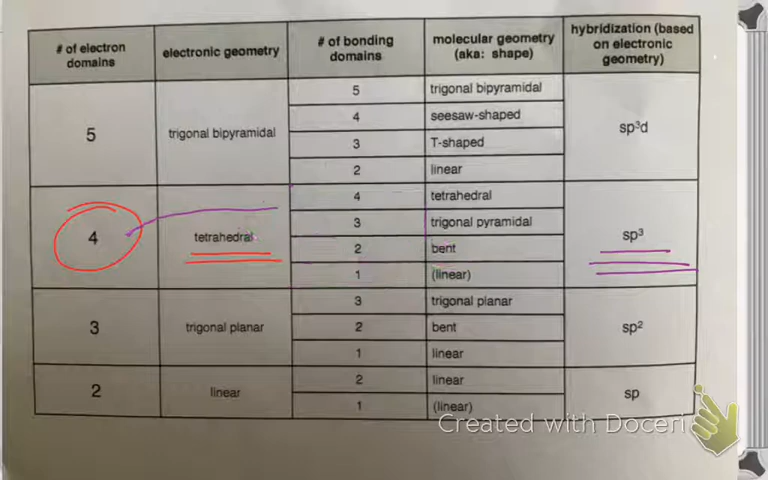 # of electron domains | electronic geometry | # of bonding domains | molecular geometry (aka: shape) | hybridization (based on electronic geometry)
5 | trigonal bipyramidal | 5 | trigonal bipyramidal | sp³d
4 | seesaw-shaped
3 | T-shaped
2 | linear
4 | tetrahedral | 4 | tetrahedral | sp³
3 | trigonal pyramidal
2 | bent
1 | (linear)
3 | trigonal planar | 3 | trigonal planar | sp²
2 | bent
1 | linear
2 | linear | 2 | linear | sp
1 | (linear)
Created with Doceri